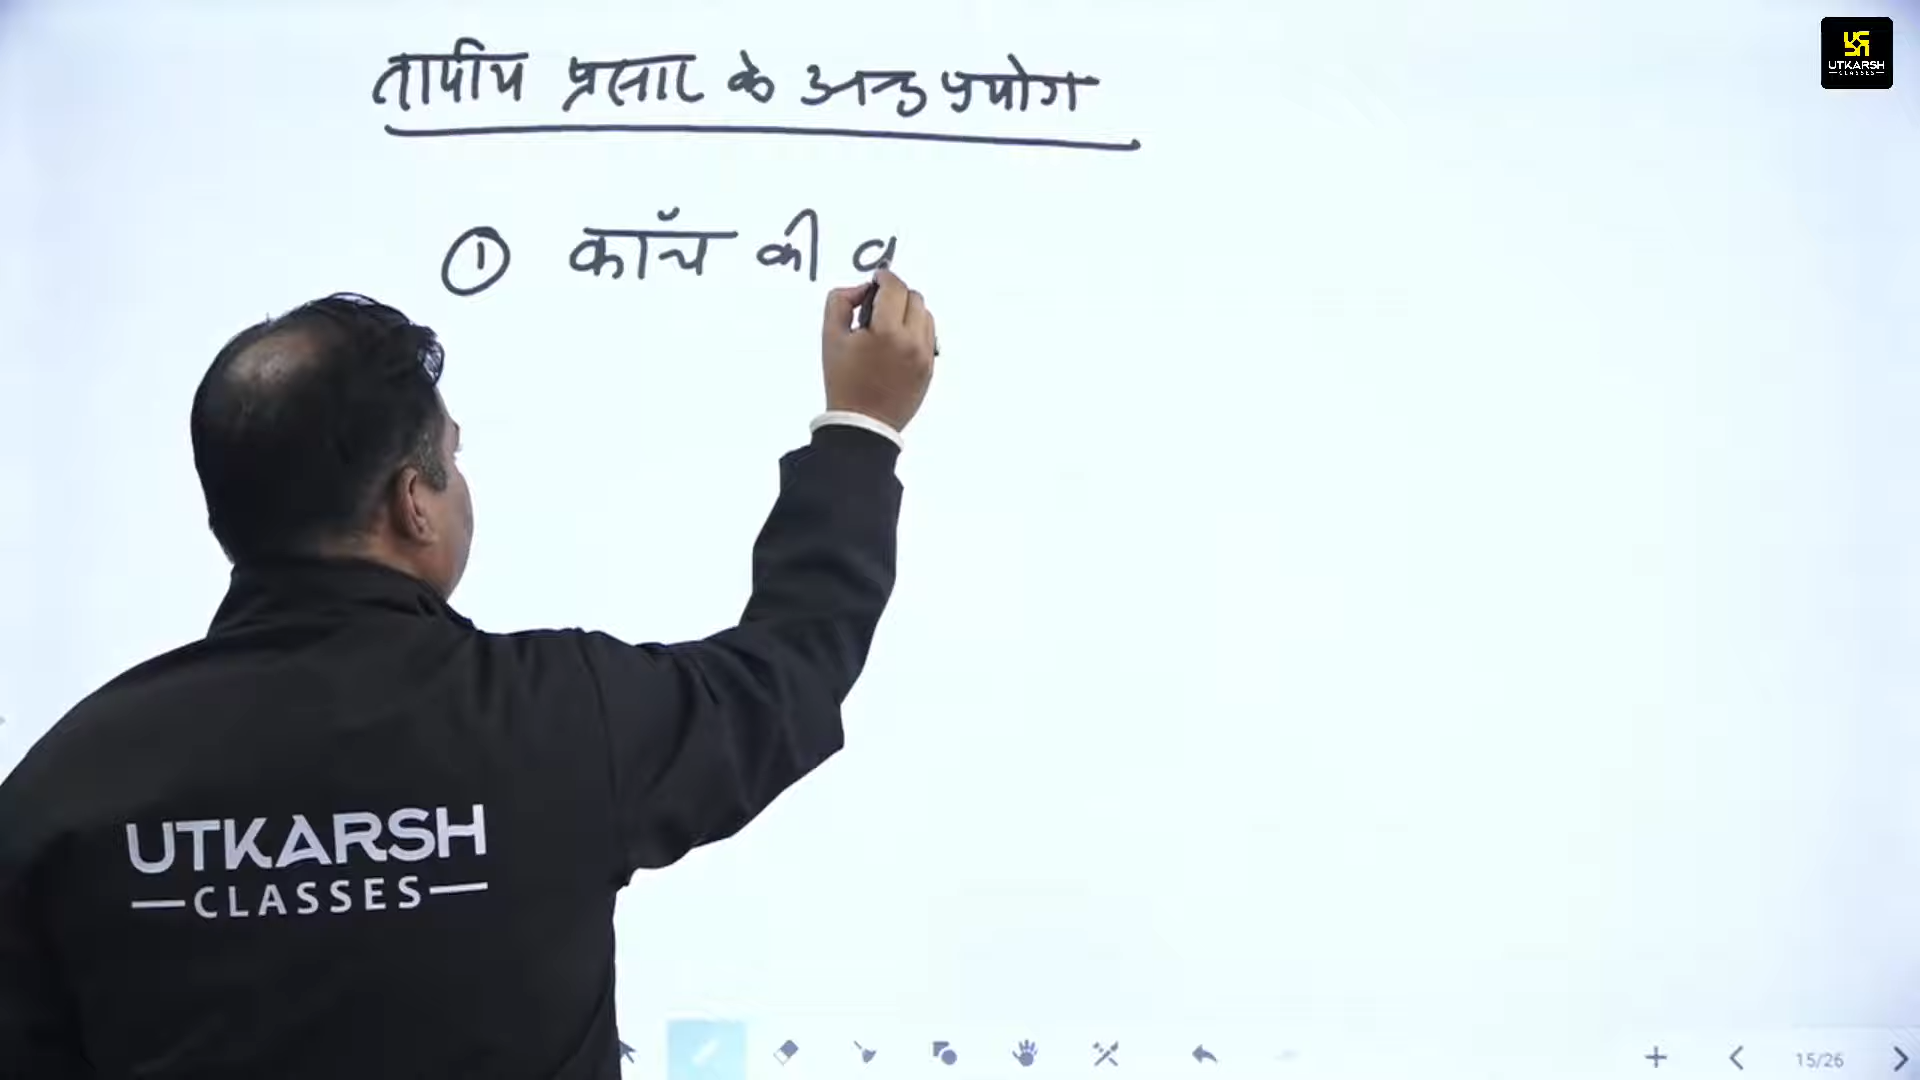 तापीय प्रसार के अनुप्रयोग
① काँच की
UTKARSH
CLASSES
UTKARSH
CLASSES
15/26